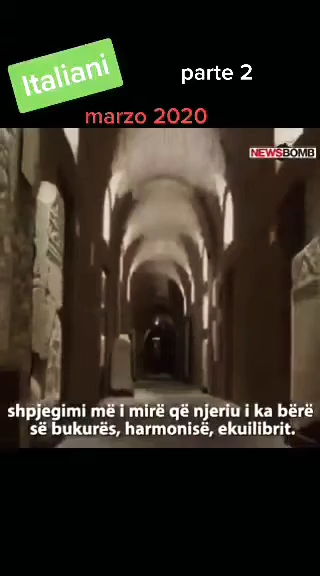 Italiani
parte 2
marzo 2020
NEWSBOMB
shpjegimi më i mirë që njeriu i ka bërë
së bukurës, harmonisë, ekuilibrit.